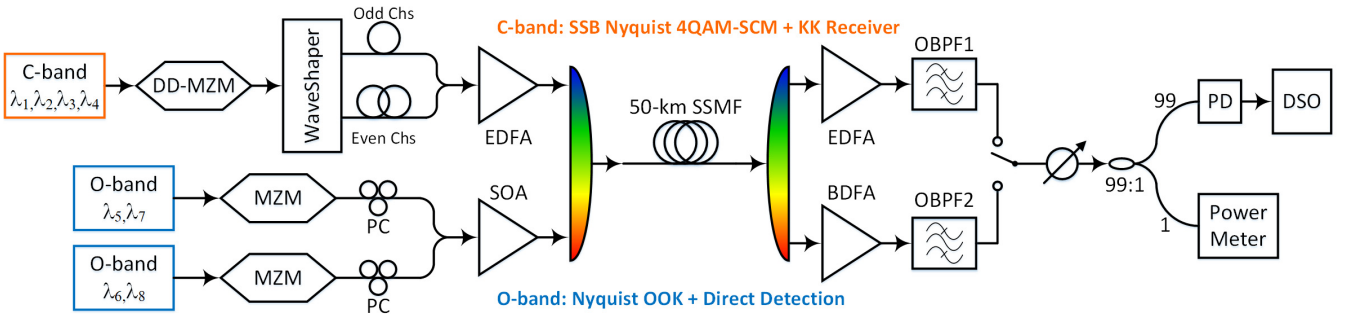 C-band: SSB Nyquist 4QAM-SCM + KK Receiver
C-band
λ1,λ2,λ3,λ4
DD-MZM
WaveShaper
Odd Chs
Even Chs
EDFA
O-band
λ5,λ7
MZM
PC
O-band
λ6,λ8
MZM
PC
SOA
50-km SSMF
EDFA
OBPF1
BDFA
OBPF2
99:1
99
1
PD
DSO
Power
Meter
O-band: Nyquist OOK + Direct Detection